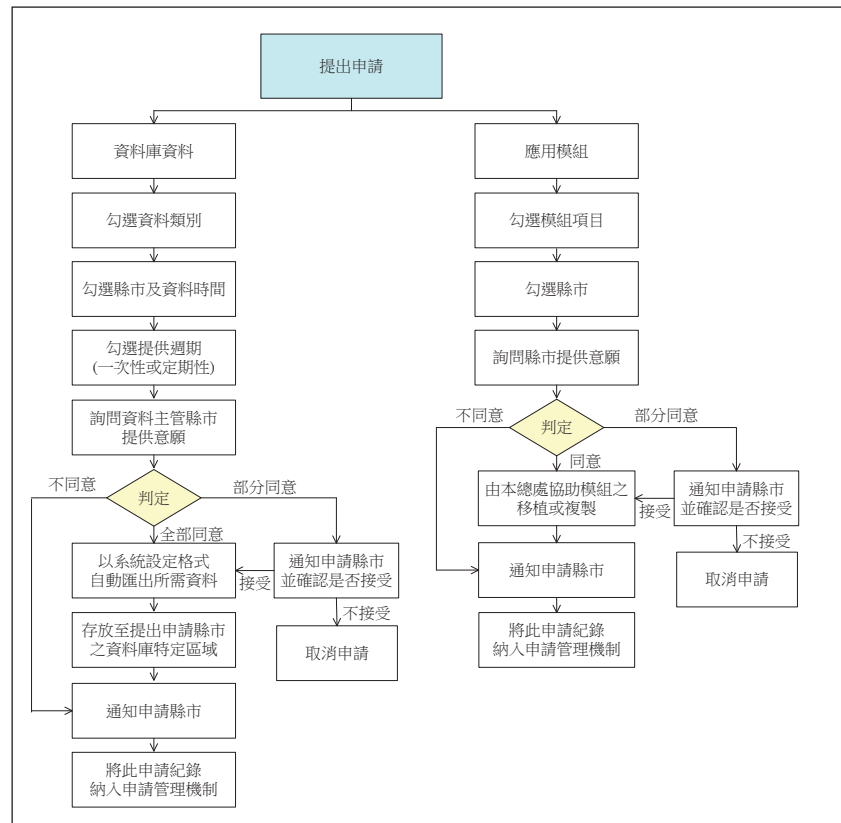 提出申請
資料庫資料
勾選資料類別
勾選縣市及資料時間
勾選提供週期
(一次性或定期性)
詢問資料主管縣市
提供意願
不同意
判定
部分同意
全部同意
以系統設定格式
自動匯出所需資料
接受
通知申請縣市
並確認是否接受
不接受
取消申請
存放至提出申請縣市
之資料庫特定區域
通知申請縣市
將此申請紀錄
納入申請管理機制
應用模組
勾選模組項目
勾選縣市
詢問縣市提供意願
不同意
判定
部分同意
同意
由本總處協助模組之
移植或複製
接受
通知申請縣市
並確認是否接受
不接受
取消申請
通知申請縣市
將此申請紀錄
納入申請管理機制